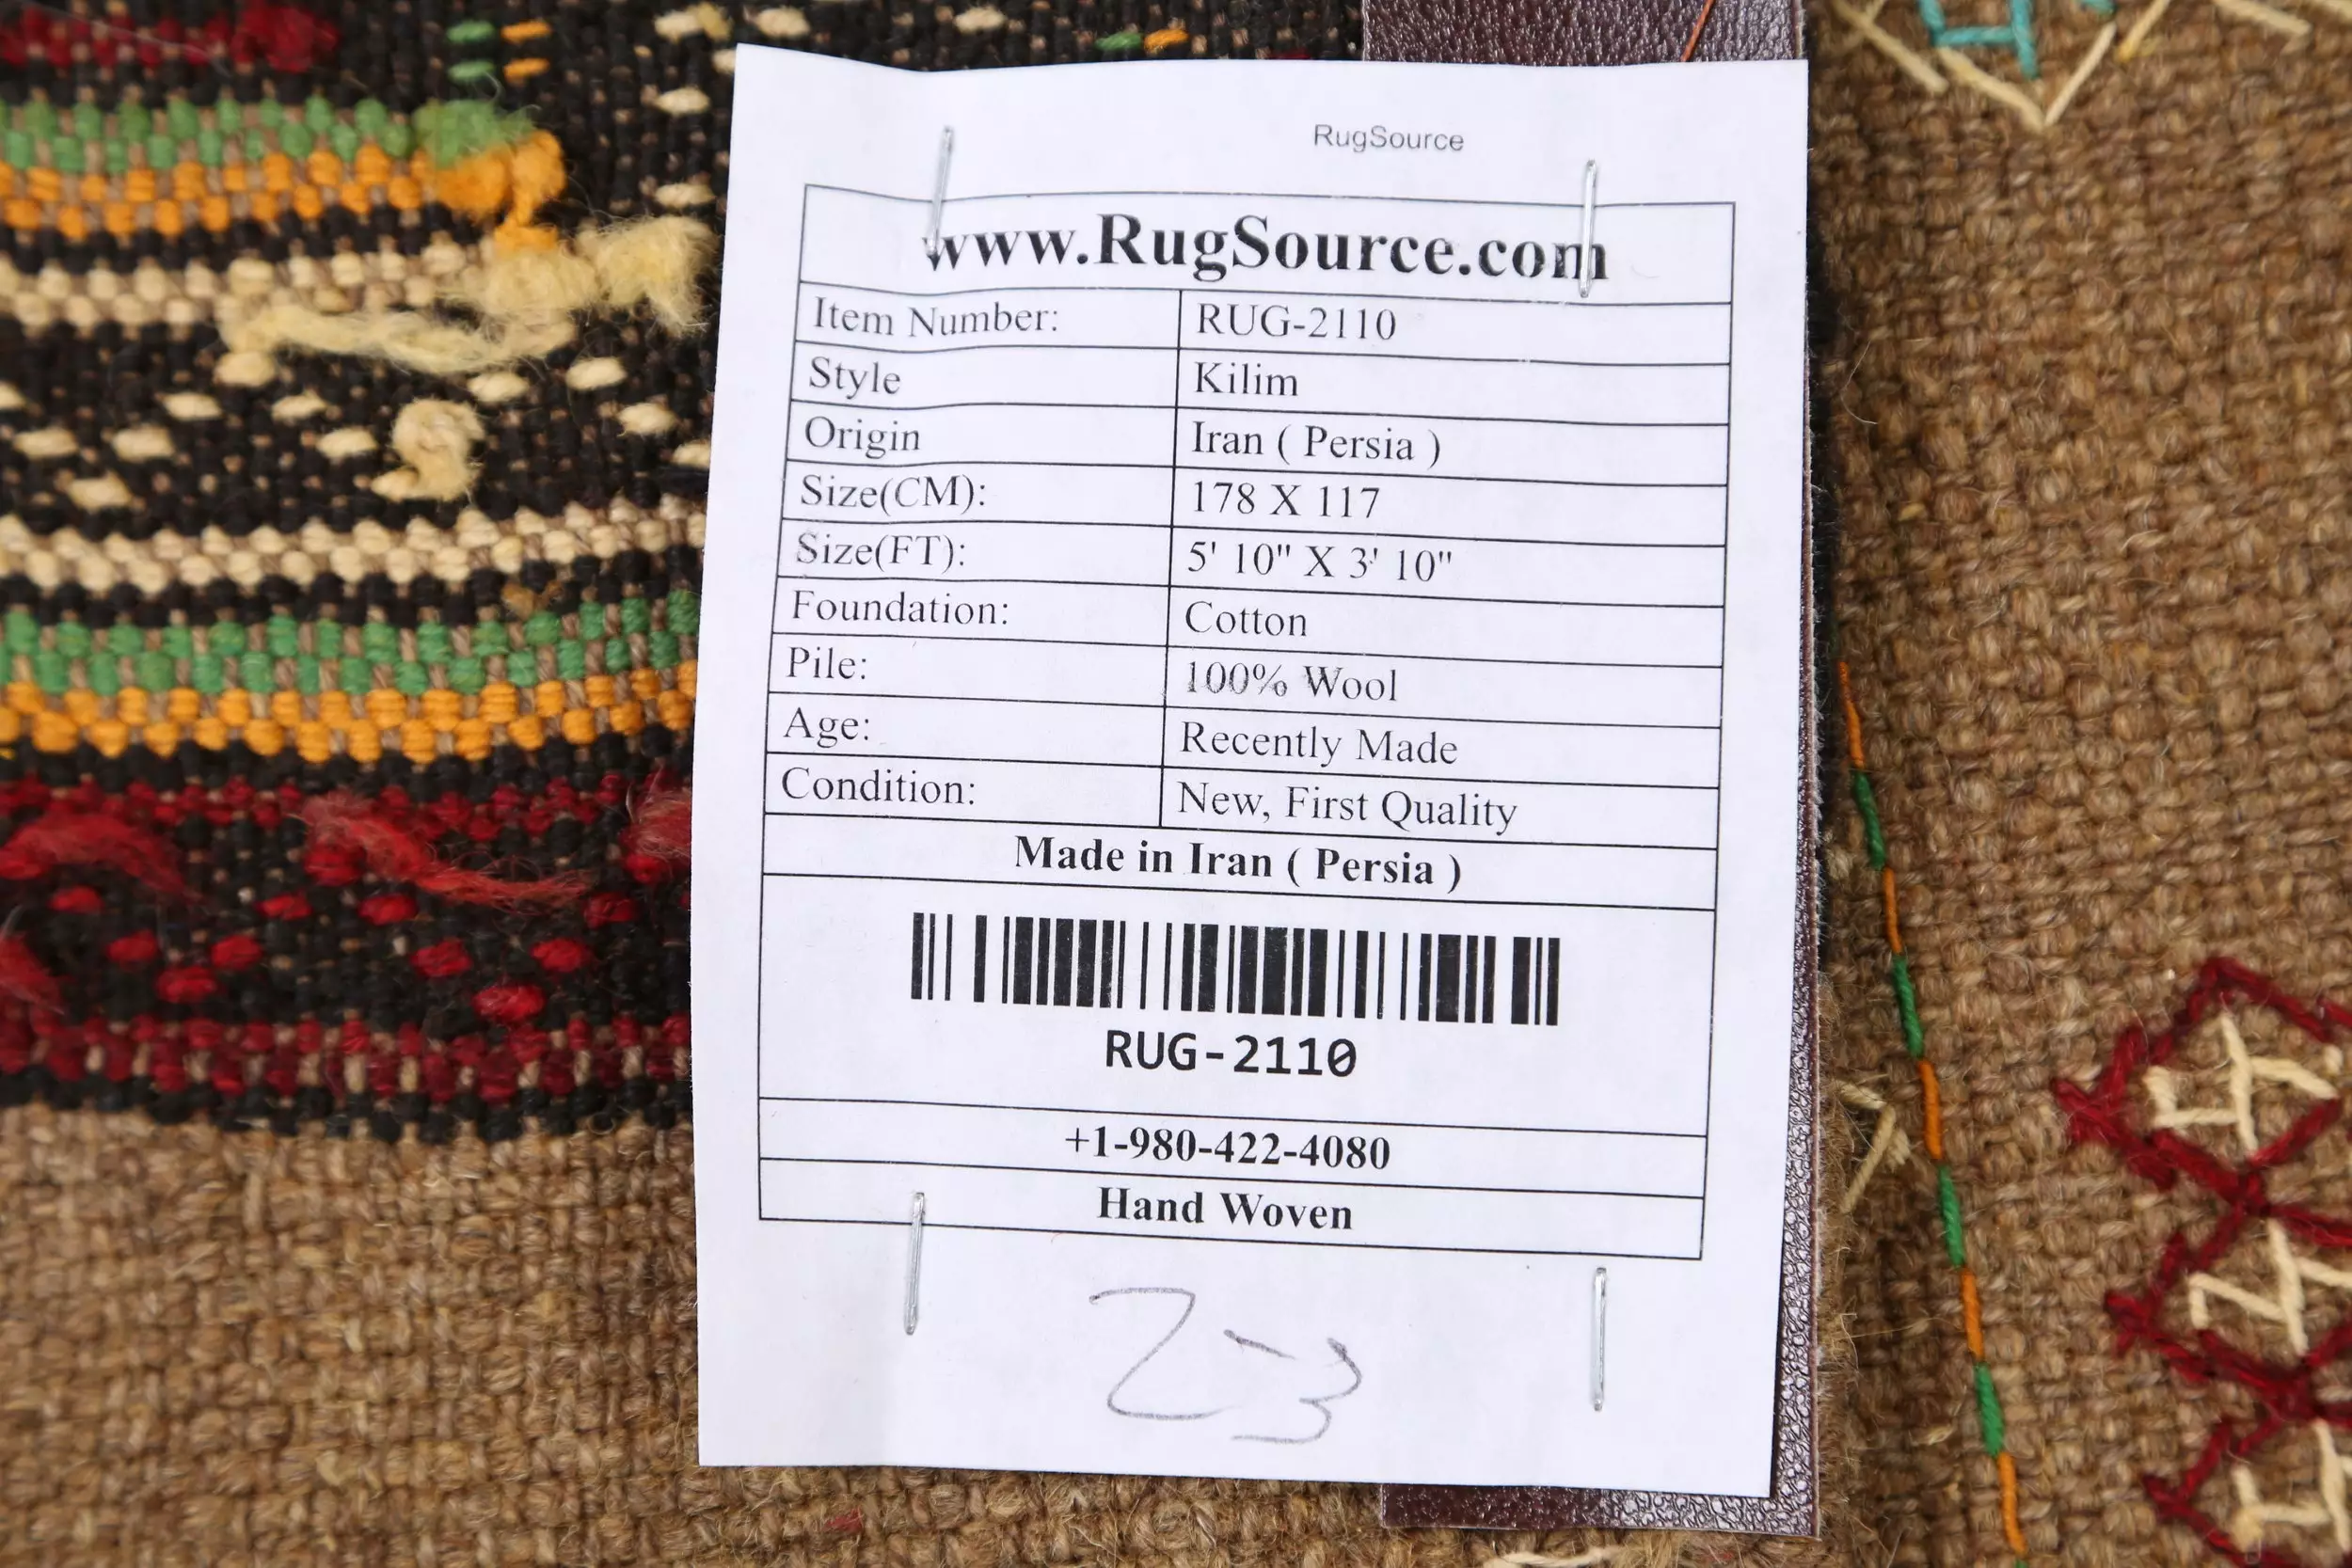 RugSource
www.RugSource.com
Item Number: RUG-2110
Style Kilim
Origin Iran ( Persia )
Size(CM): 178 X 117
Size(FT): 5' 10" X 3' 10"
Foundation: Cotton
Pile: 100% Wool
Age: Recently Made
Condition: New, First Quality
Made in Iran ( Persia )
RUG-2110
+1-980-422-4080
Hand Woven
Z-3